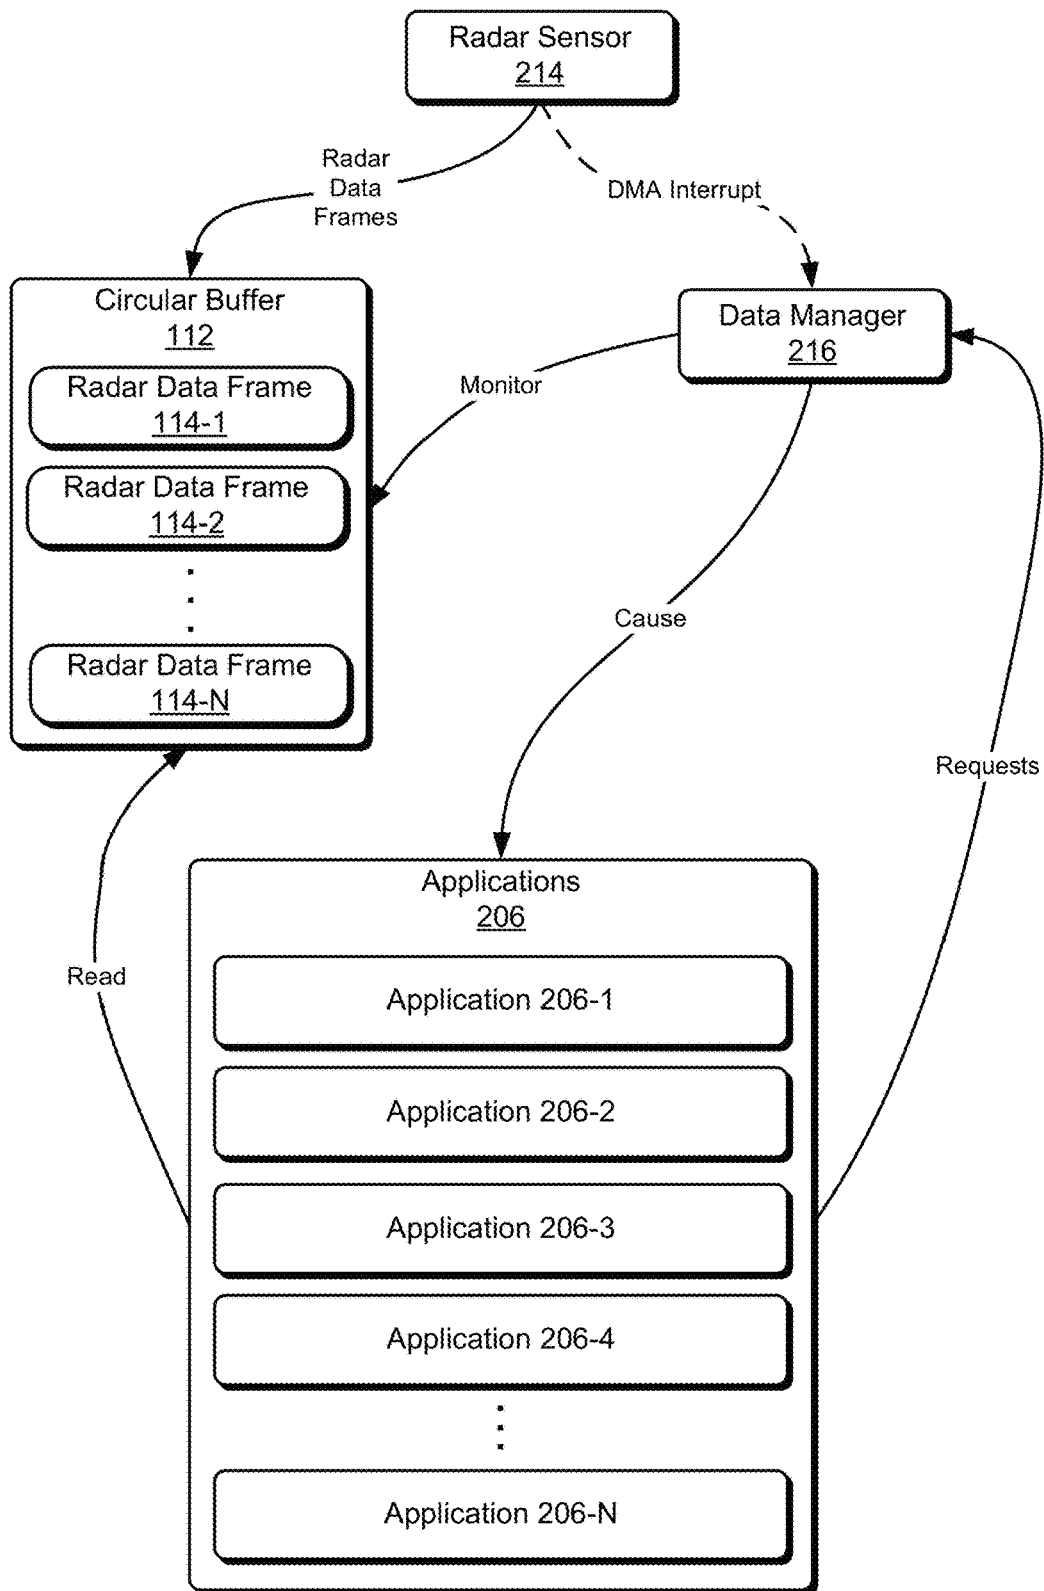 Radar Sensor
214
Radar
Data
Frames
DMA Interrupt
Circular Buffer
112
Radar Data Frame
114-1
Radar Data Frame
114-2
Radar Data Frame
114-N
Data Manager
216
Monitor
Cause
Requests
Read
Applications
206
Application 206-1
Application 206-2
Application 206-3
Application 206-4
Application 206-N